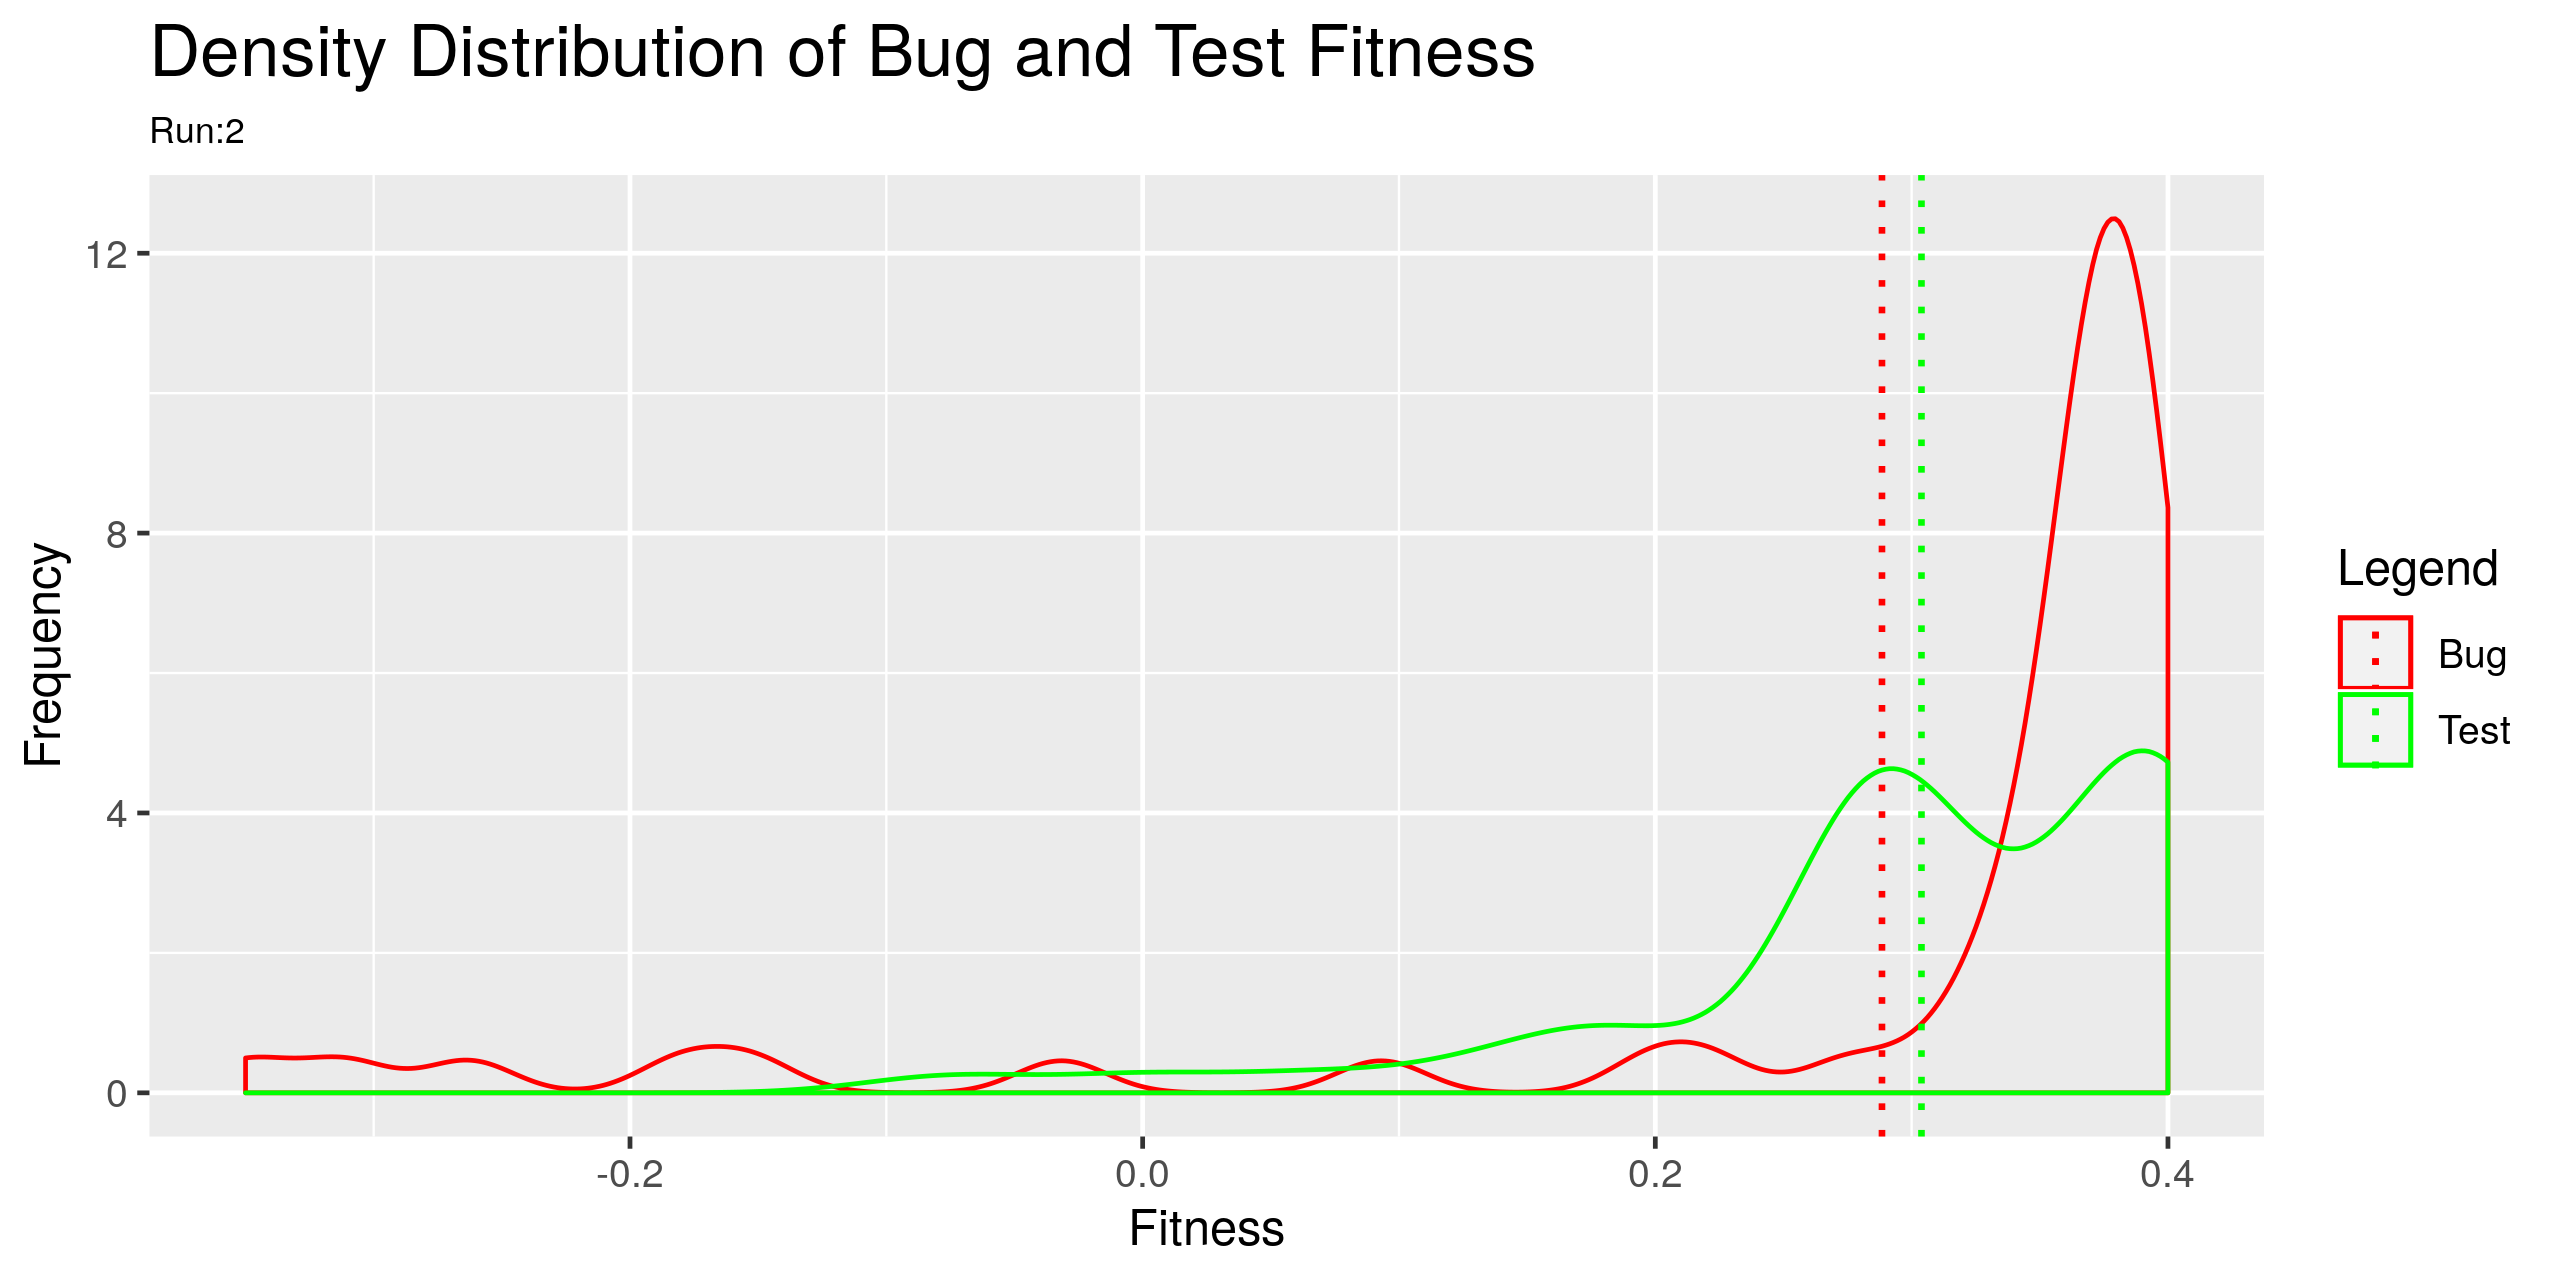 Density Distribution of Bug and Test Fitness
Run:2
12
8
4
0
Frequency
-0.2
0.0
0.2
0.4
Fitness
Legend
Bug
Test